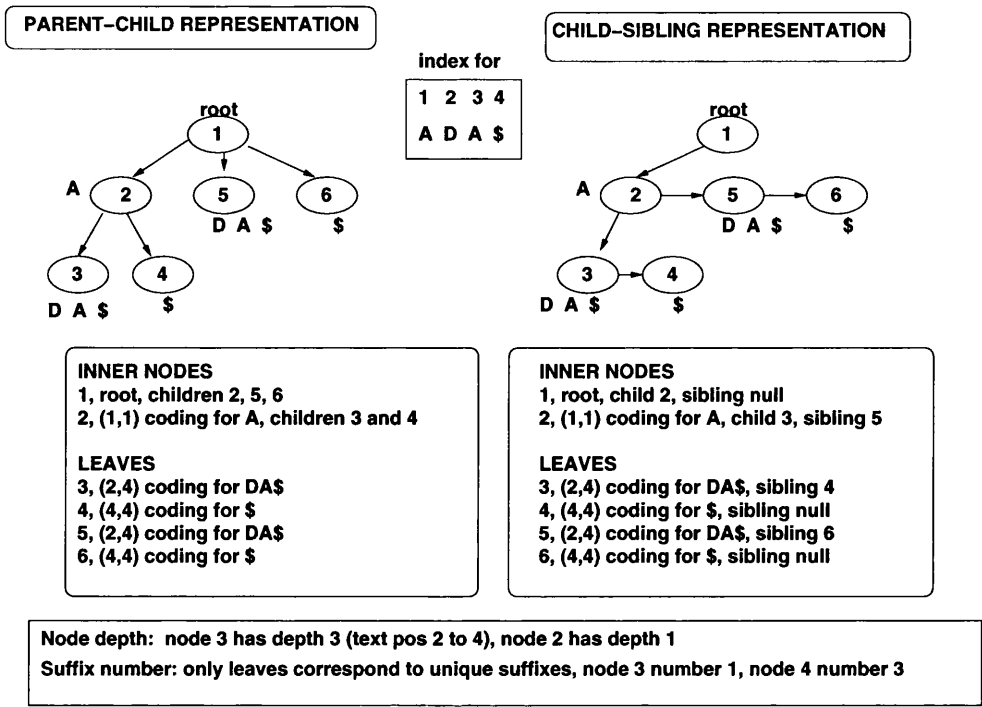 PARENT–CHILD REPRESENTATION
CHILD–SIBLING REPRESENTATION
index for
1 2 3 4
A D A $
root
1
A 2 5 6
D A $ $
3 4
D A $ $
root
1
A 2 5 6
D A $ $
3 4
D A $ $
INNER NODES
1, root, children 2, 5, 6
2, (1,1) coding for A, children 3 and 4
LEAVES
3, (2,4) coding for DA$
4, (4,4) coding for $
5, (2,4) coding for DA$
6, (4,4) coding for $
INNER NODES
1, root, child 2, sibling null
2, (1,1) coding for A, child 3, sibling 5
LEAVES
3, (2,4) coding for DA$, sibling 4
4, (4,4) coding for $, sibling null
5, (2,4) coding for DA$, sibling 6
6, (4,4) coding for $, sibling null
Node depth: node 3 has depth 3 (text pos 2 to 4), node 2 has depth 1
Suffix number: only leaves correspond to unique suffixes, node 3 number 1, node 4 number 3